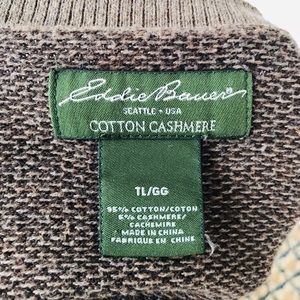 Eddie Bauer®
SEATTLE • USA
COTTON CASHMERE
TL/GG
95% COTTON/COTON
5% CASHMERE/
CACHEMIRE
MADE IN CHINA
FABRIQUE EN CHINE